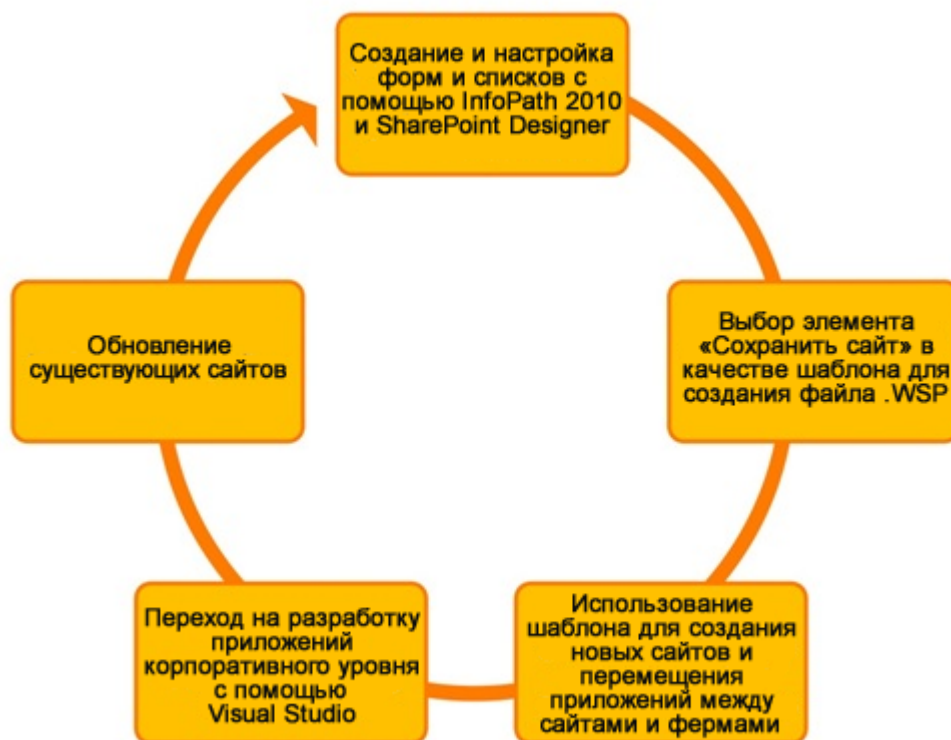 Создание и настройка
форм и списков с
помощью InfoPath 2010
и SharePoint Designer
Выбор элемента
«Сохранить сайт» в
качестве шаблона для
создания файла .WSP
Использование
шаблона для создания
новых сайтов и
перемещения
приложений между
сайтами и фермами
Переход на разработку
приложений
корпоративного уровня
с помощью
Visual Studio
Обновление
существующих сайтов